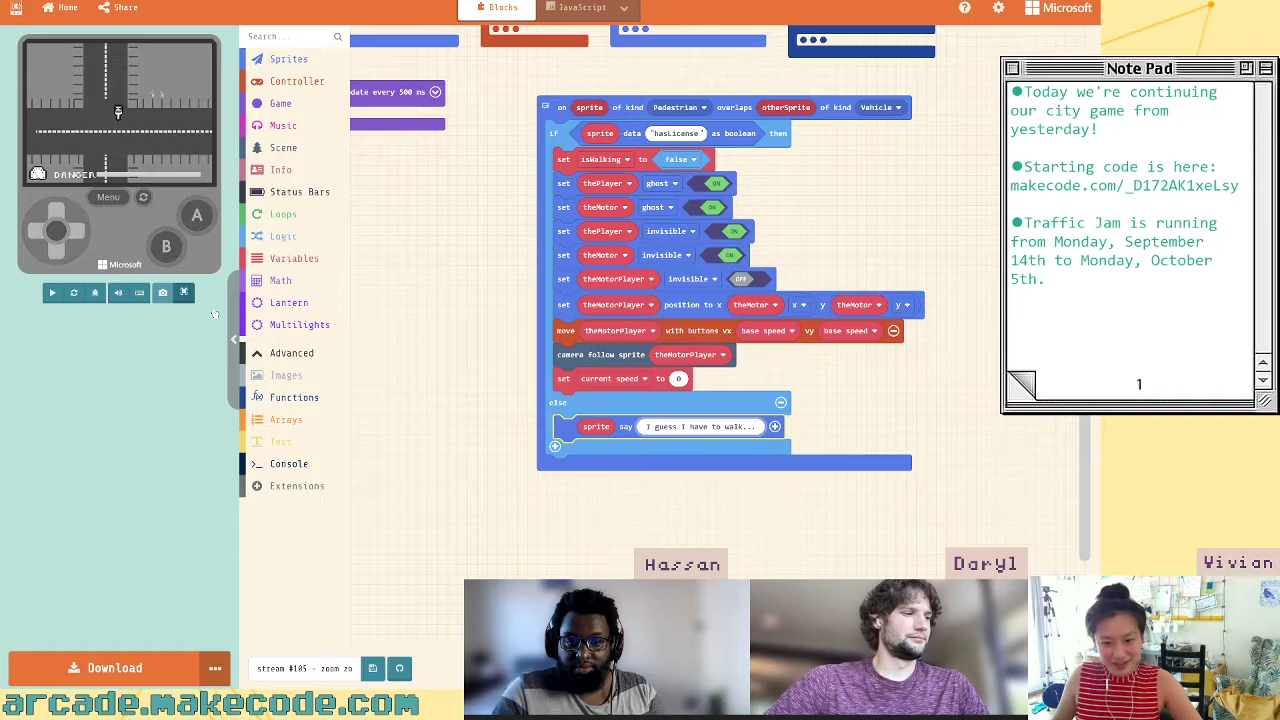 Home
Share
Blocks
JavaScript
Microsoft
Search...
Sprites
Controller
Game
Music
Scene
Info
Status Bars
Loops
Logic
Variables
Math
Lantern
Multilights
Advanced
Images
Functions
Arrays
Text
Console
Extensions
DANGER
Menu
A
B
Microsoft
date every 500 ms
on sprite of kind Pedestrian overlaps otherSprite of kind Vehicle
if sprite data "hasLicense" as boolean then
set isWalking to false
set thePlayer ghost ON
set theMotor ghost ON
set thePlayer invisible ON
set theMotor invisible ON
set theMotorPlayer invisible OFF
set theMotorPlayer position to x theMotor x y theMotor y
move theMotorPlayer with buttons vx base speed vy base speed
camera follow sprite theMotorPlayer
set current speed to 0
else
sprite say I guess I have to walk...
Note Pad
●Today we're continuing
our city game from
yesterday!
●Starting code is here:
makecode.com/_D172AK1xeLsy
●Traffic Jam is running
from Monday, September
14th to Monday, October
5th.
1
Hassan
Daryl
Vivian
Download
stream #105 - zoom zo
arcade.makecode.com